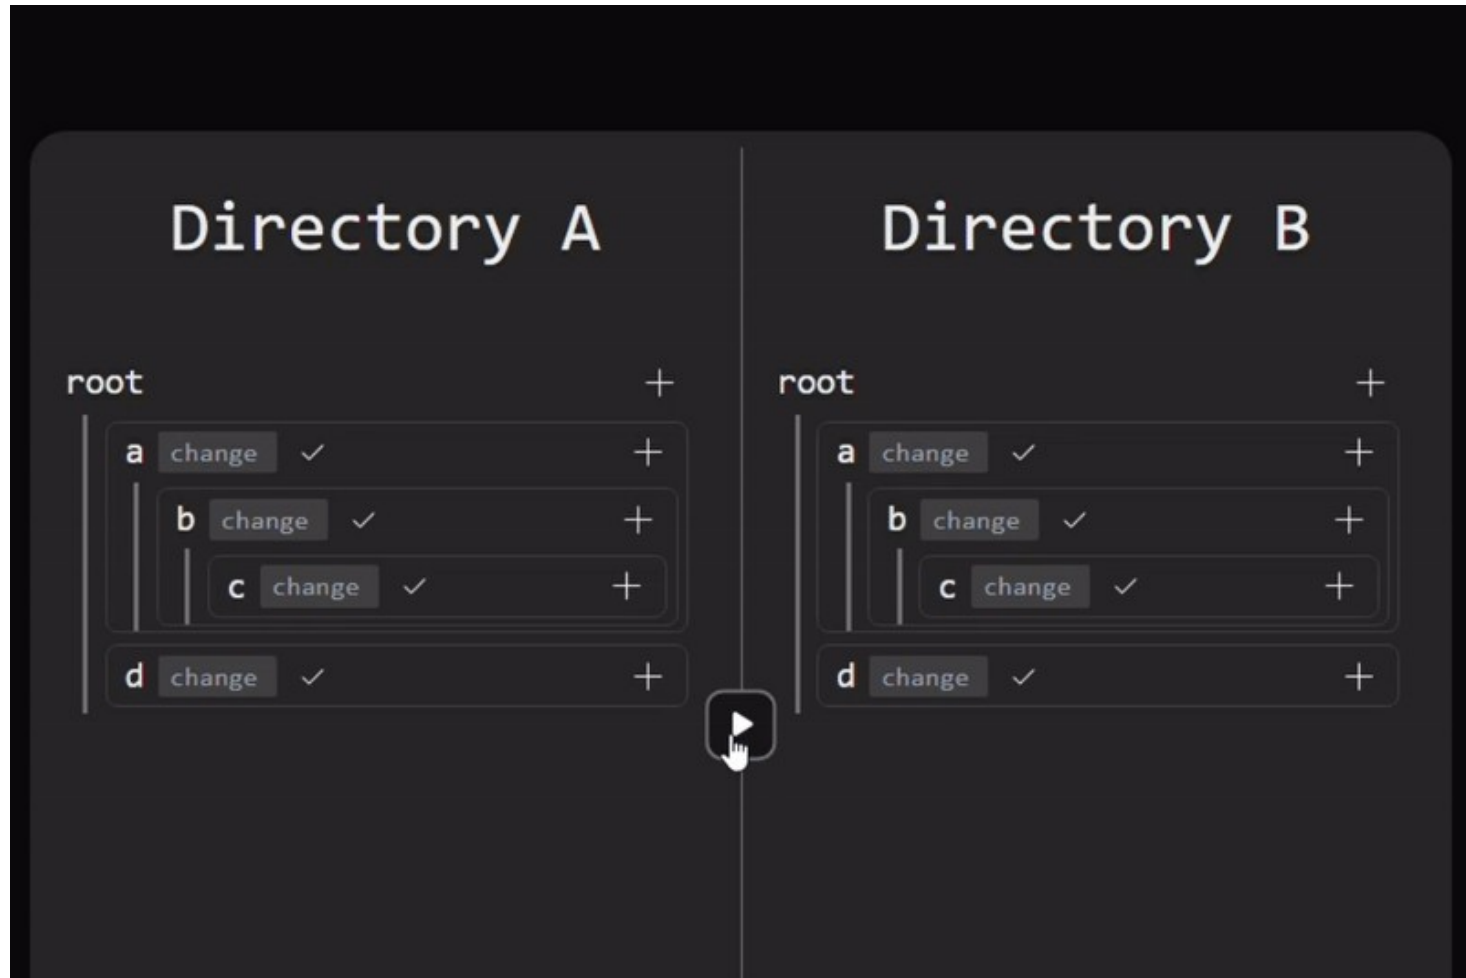 Directory A
root
a change
b change
c change
d change
Directory B
root
a change
b change
c change
d change